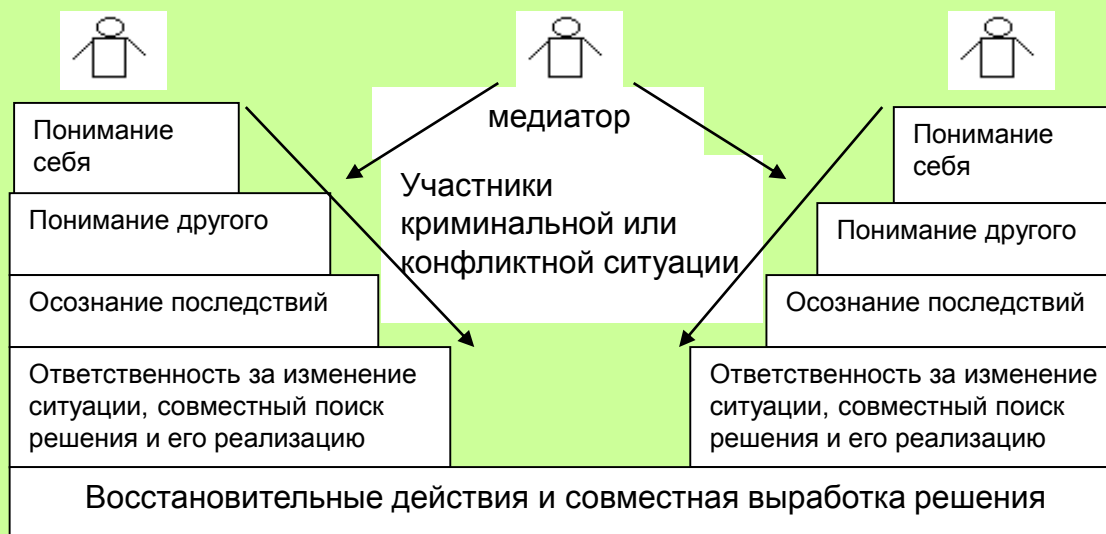 медиатор
Участники
криминальной или
конфликтной ситуации
Понимание
себя
Понимание другого
Осознание последствий
Ответственность за изменение
ситуации, совместный поиск
решения и его реализацию
Понимание
себя
Понимание другого
Осознание последствий
Ответственность за изменение
ситуации, совместный поиск
решения и его реализацию
Восстановительные действия и совместная выработка решения